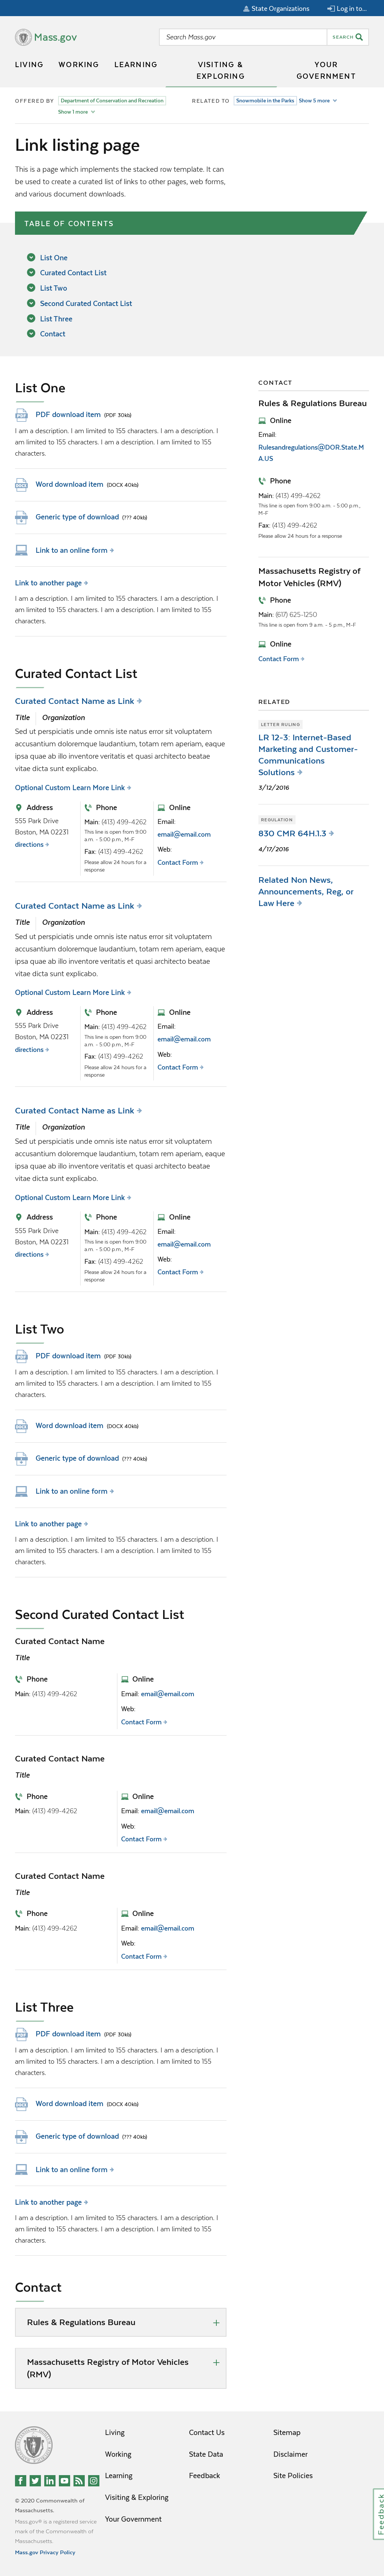 State Organizations
Log in to...
Mass.gov
Search Mass.gov
SEARCH
LIVING
WORKING
LEARNING
VISITING &
EXPLORING
YOUR
GOVERNMENT
OFFERED BY
Department of Conservation and Recreation
Show 1 more
RELATED TO
Snowmobile in the Parks
Show 5 more
Link listing page
This is a page which implements the stacked row template. It can
be used to create a curated list of links to other pages, web forms,
and various document downloads.
TABLE OF CONTENTS
List One
Curated Contact List
List Two
Second Curated Contact List
List Three
Contact
List One
PDF download item (PDF 30kb)
I am a description. I am limited to 155 characters. I am a description. I
am limited to 155 characters. I am a description. I am limited to 155
characters.
Word download item (DOCX 40kb)
Generic type of download (??? 40kb)
Link to an online form
Link to another page
I am a description. I am limited to 155 characters. I am a description. I
am limited to 155 characters. I am a description. I am limited to 155
characters.
Curated Contact List
Curated Contact Name as Link
Title Organization
Sed ut perspiciatis unde omnis iste natus error sit voluptatem
accusantium doloremque laudantium, totam rem aperiam, eaque
ipsa quae ab illo inventore veritatis et quasi architecto beatae
vitae dicta sunt explicabo.
Optional Custom Learn More Link
Address
555 Park Drive
Boston, MA 02231
directions
Phone
Main: (413) 499-4262
This line is open from 9:00
a.m. - 5:00 p.m., M-F
Fax: (413) 499-4262
Please allow 24 hours for a
response
Online
Email:
email@email.com
Web:
Contact Form
Curated Contact Name as Link
Title Organization
Sed ut perspiciatis unde omnis iste natus error sit voluptatem
accusantium doloremque laudantium, totam rem aperiam, eaque
ipsa quae ab illo inventore veritatis et quasi architecto beatae
vitae dicta sunt explicabo.
Optional Custom Learn More Link
Address
555 Park Drive
Boston, MA 02231
directions
Phone
Main: (413) 499-4262
This line is open from 9:00
a.m. - 5:00 p.m., M-F
Fax: (413) 499-4262
Please allow 24 hours for a
response
Online
Email:
email@email.com
Web:
Contact Form
Curated Contact Name as Link
Title Organization
Sed ut perspiciatis unde omnis iste natus error sit voluptatem
accusantium doloremque laudantium, totam rem aperiam, eaque
ipsa quae ab illo inventore veritatis et quasi architecto beatae
vitae dicta sunt explicabo.
Optional Custom Learn More Link
Address
555 Park Drive
Boston, MA 02231
directions
Phone
Main: (413) 499-4262
This line is open from 9:00
a.m. - 5:00 p.m., M-F
Fax: (413) 499-4262
Please allow 24 hours for a
response
Online
Email:
email@email.com
Web:
Contact Form
List Two
PDF download item (PDF 30kb)
I am a description. I am limited to 155 characters. I am a description. I
am limited to 155 characters. I am a description. I am limited to 155
characters.
Word download item (DOCX 40kb)
Generic type of download (??? 40kb)
Link to an online form
Link to another page
I am a description. I am limited to 155 characters. I am a description. I
am limited to 155 characters. I am a description. I am limited to 155
characters.
Second Curated Contact List
Curated Contact Name
Title
Phone
Main: (413) 499-4262
Online
Email: email@email.com
Web:
Contact Form
Curated Contact Name
Title
Phone
Main: (413) 499-4262
Online
Email: email@email.com
Web:
Contact Form
Curated Contact Name
Title
Phone
Main: (413) 499-4262
Online
Email: email@email.com
Web:
Contact Form
List Three
PDF download item (PDF 30kb)
I am a description. I am limited to 155 characters. I am a description. I
am limited to 155 characters. I am a description. I am limited to 155
characters.
Word download item (DOCX 40kb)
Generic type of download (??? 40kb)
Link to an online form
Link to another page
I am a description. I am limited to 155 characters. I am a description. I
am limited to 155 characters. I am a description. I am limited to 155
characters.
Contact
Rules & Regulations Bureau
Massachusetts Registry of Motor Vehicles
(RMV)
CONTACT
Rules & Regulations Bureau
Online
Email:
Rulesandregulations@DOR.State.M
A.US
Phone
Main: (413) 499-4262
This line is open from 9:00 a.m. - 5:00 p.m.,
M-F
Fax: (413) 499-4262
Please allow 24 hours for a response
Massachusetts Registry of
Motor Vehicles (RMV)
Phone
Main: (617) 625-1250
This line is open from 9 a.m. - 5 p.m., M-F
Online
Contact Form
RELATED
LETTER RULING
LR 12-3: Internet-Based
Marketing and Customer-
Communications
Solutions
3/12/2016
REGULATION
830 CMR 64H.1.3
4/17/2016
Related Non News,
Announcements, Reg, or
Law Here
© 2020 Commonwealth of
Massachusetts.
Mass.gov® is a registered service
mark of the Commonwealth of
Massachusetts.
Mass.gov Privacy Policy
Living
Working
Learning
Visiting & Exploring
Your Government
Contact Us
State Data
Feedback
Sitemap
Disclaimer
Site Policies
Feedback